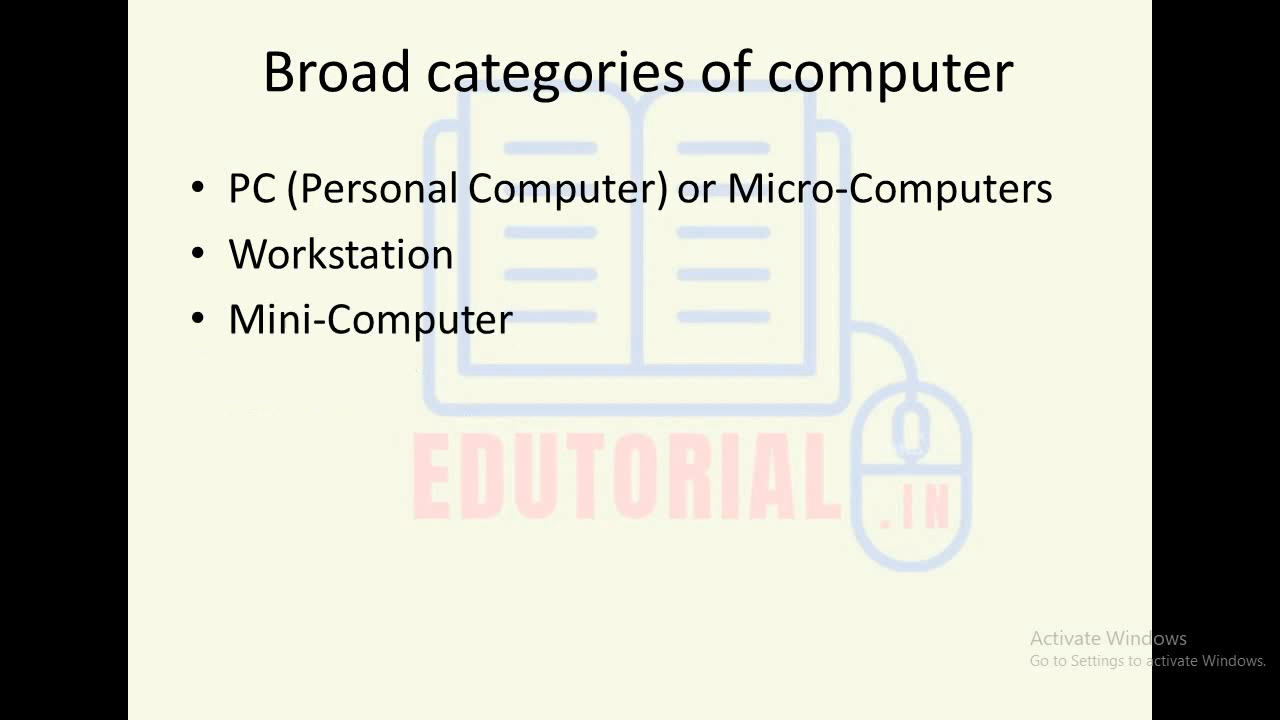 Broad categories of computer
• PC (Personal Computer) or Micro-Computers
• Workstation
• Mini-Computer
EDUTORIAL
.IN
Activate Windows
Go to Settings to activate Windows.